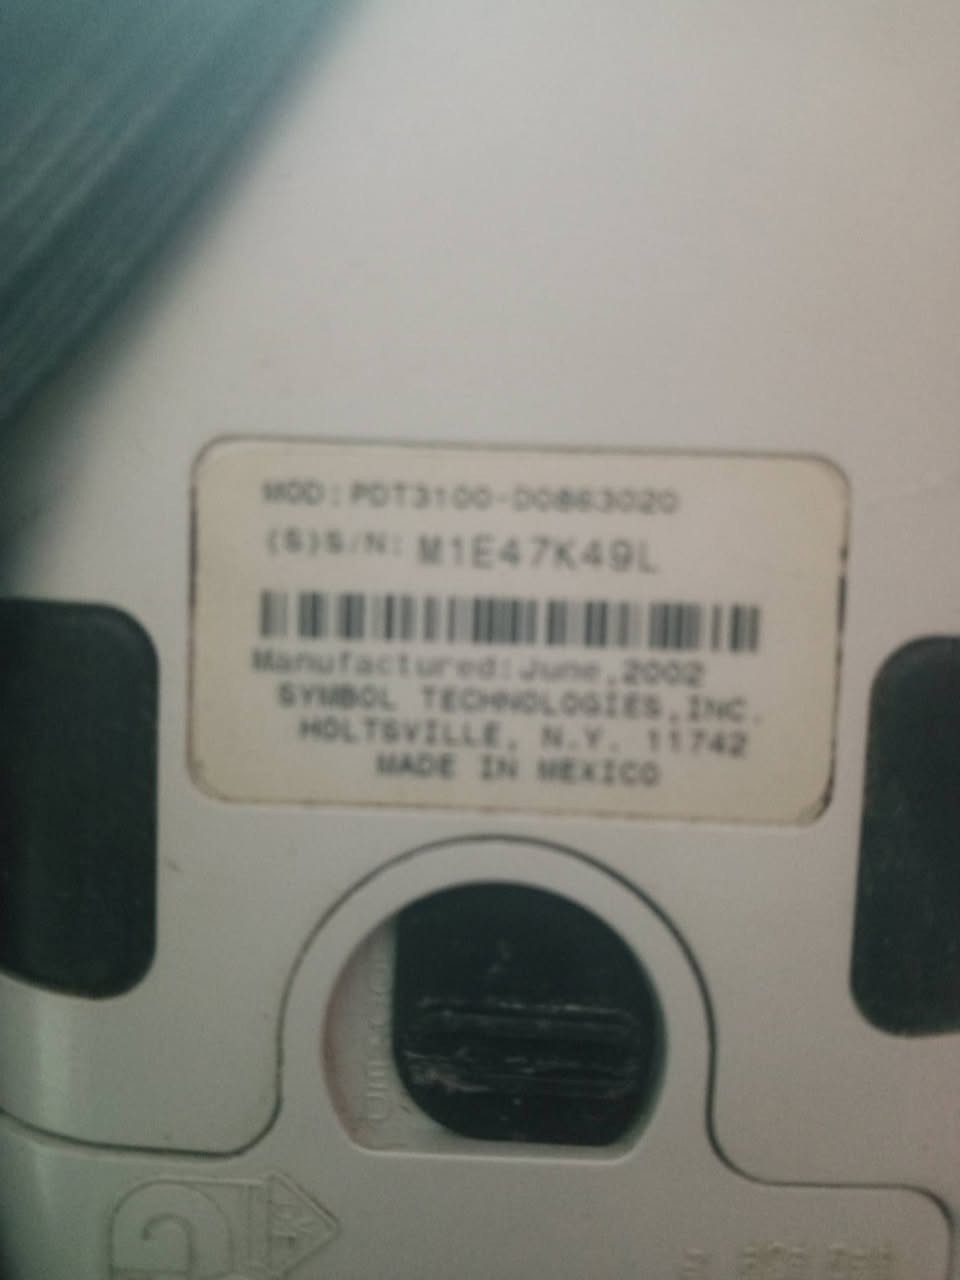 MOD:PDT3100-D0863020
(S)S/N: M1E47K49L
Manufactured:June,2002
SYMBOL TECHNOLOGIES,INC.
HOLTSVILLE, N.Y. 11742
MADE IN MEXICO